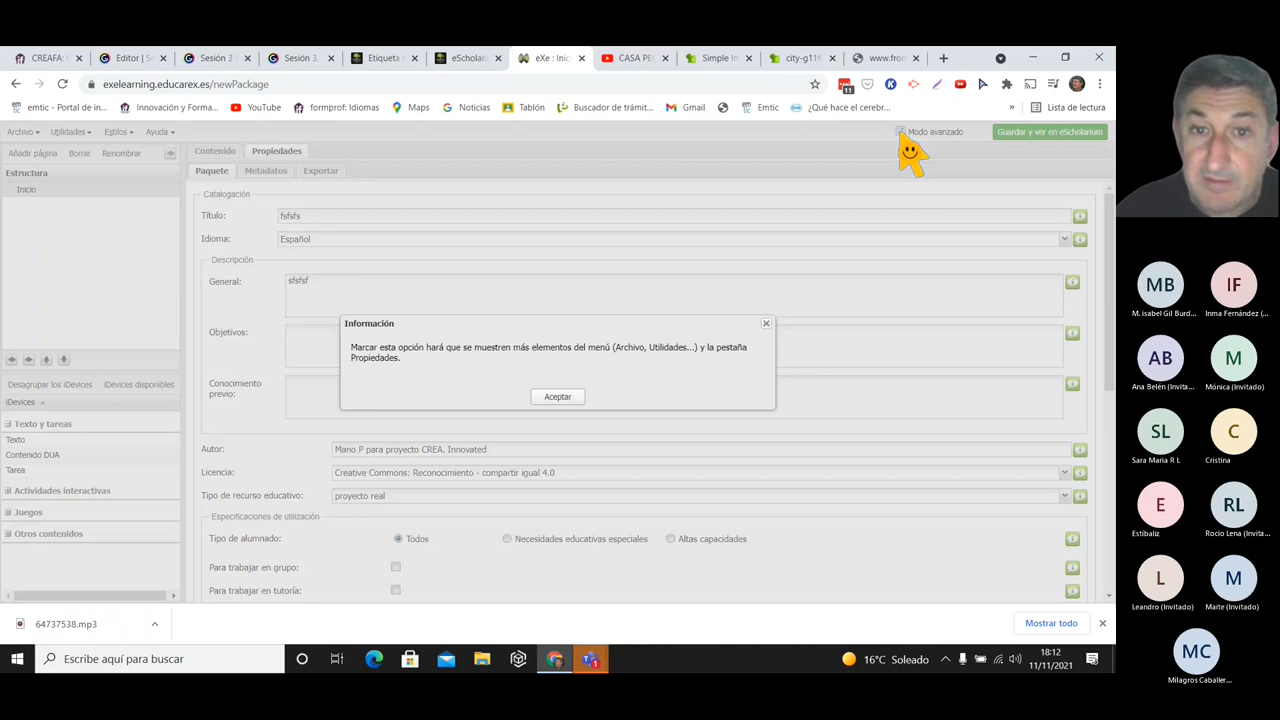 CREAFA: F
Editor | Se
Sesión 3 (
Sesión 3.
Etiqueta f
eScholari
eXe : Inic
CASA PEC
Simple In
city-g11f
www.fron
exelearning.educarex.es/newPackage
11
emtic - Portal de in...
Innovación y Forma...
YouTube
formprof: Idiomas
Maps
Noticias
Tablón
Buscador de trámit...
Gmail
Emtic
¿Qué hace el cerebr...
»
Lista de lectura
Archivo
Utilidades
Estilos
Ayuda
Modo avanzado
Guardar y ver en eScholarium
Añadir página
Borrar
Renombrar
Contenido
Propiedades
Estructura
Paquete
Metadatos
Exportar
Inicio
Catalogación
Título:
fsfsfs
Idioma:
Español
Descripción
General:
sfsfsf
Información
Objetivos:
Marcar esta opción hará que se muestren más elementos del menú (Archivo, Utilidades...) y la pestaña
Propiedades.
Conocimiento
previo:
Aceptar
Desagrupar los iDevices
iDevices disponibles
iDevices
Texto y tareas
Texto
Contenido DUA
Tarea
Actividades interactivas
Juegos
Otros contenidos
Autor:
Mano P para proyecto CREA. Innovated
Licencia:
Creative Commons: Reconocimiento - compartir igual 4.0
Tipo de recurso educativo:
proyecto real
Especificaciones de utilización
Tipo de alumnado:
Todos
Necesidades educativas especiales
Altas capacidades
Para trabajar en grupo:
Para trabajar en tutoría:
64737538.mp3
Mostrar todo
Escribe aquí para buscar
16°C Soleado
18:12
11/11/2021
MB
M. isabel Gil Burd...
IF
Inma Fernández (...
AB
Ana Belén (Invita...
M
Mónica (Invitado)
SL
Sara Maria R L
C
Cristina
E
Estíbaliz
RL
Rocio Lena (Invita...
L
Leandro (Invitado)
M
Maite (Invitado)
MC
Milagros Caballer...